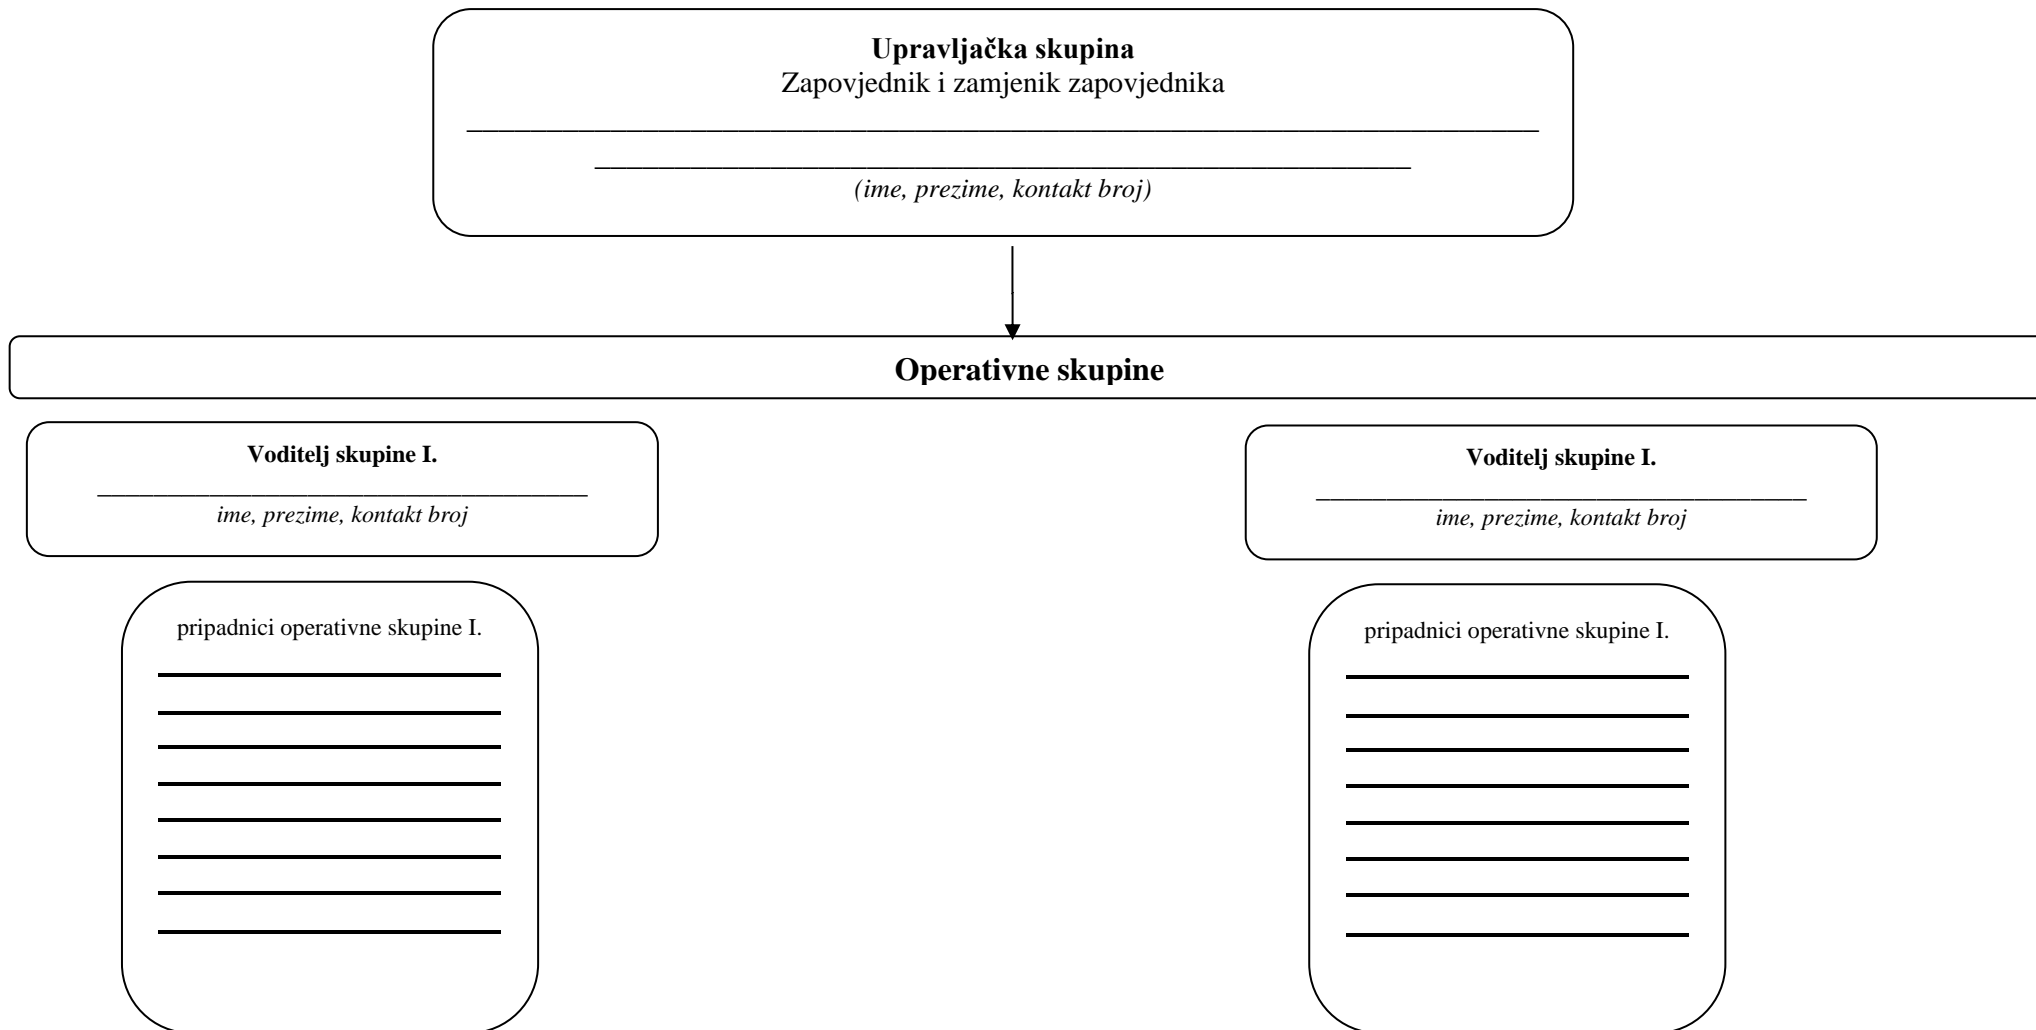 Upravljačka skupina
Zapovjednik i zamjenik zapovjednika
(ime, prezime, kontakt broj)
Operativne skupine
Voditelj skupine I.
ime, prezime, kontakt broj
pripadnici operativne skupine I.
Voditelj skupine I.
ime, prezime, kontakt broj
pripadnici operativne skupine I.